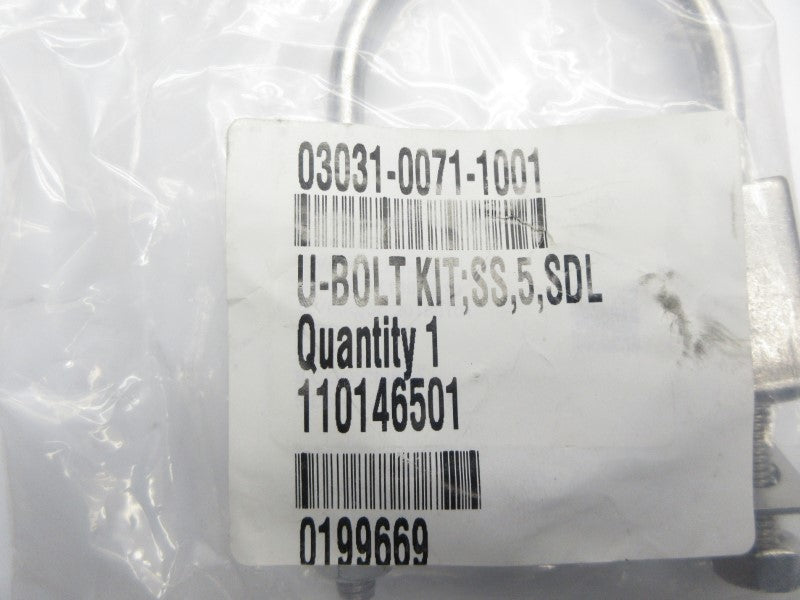 03031-0071-1001
U-BOLT KIT;SS,5,SDL
Quantity 1
110146501
0199669